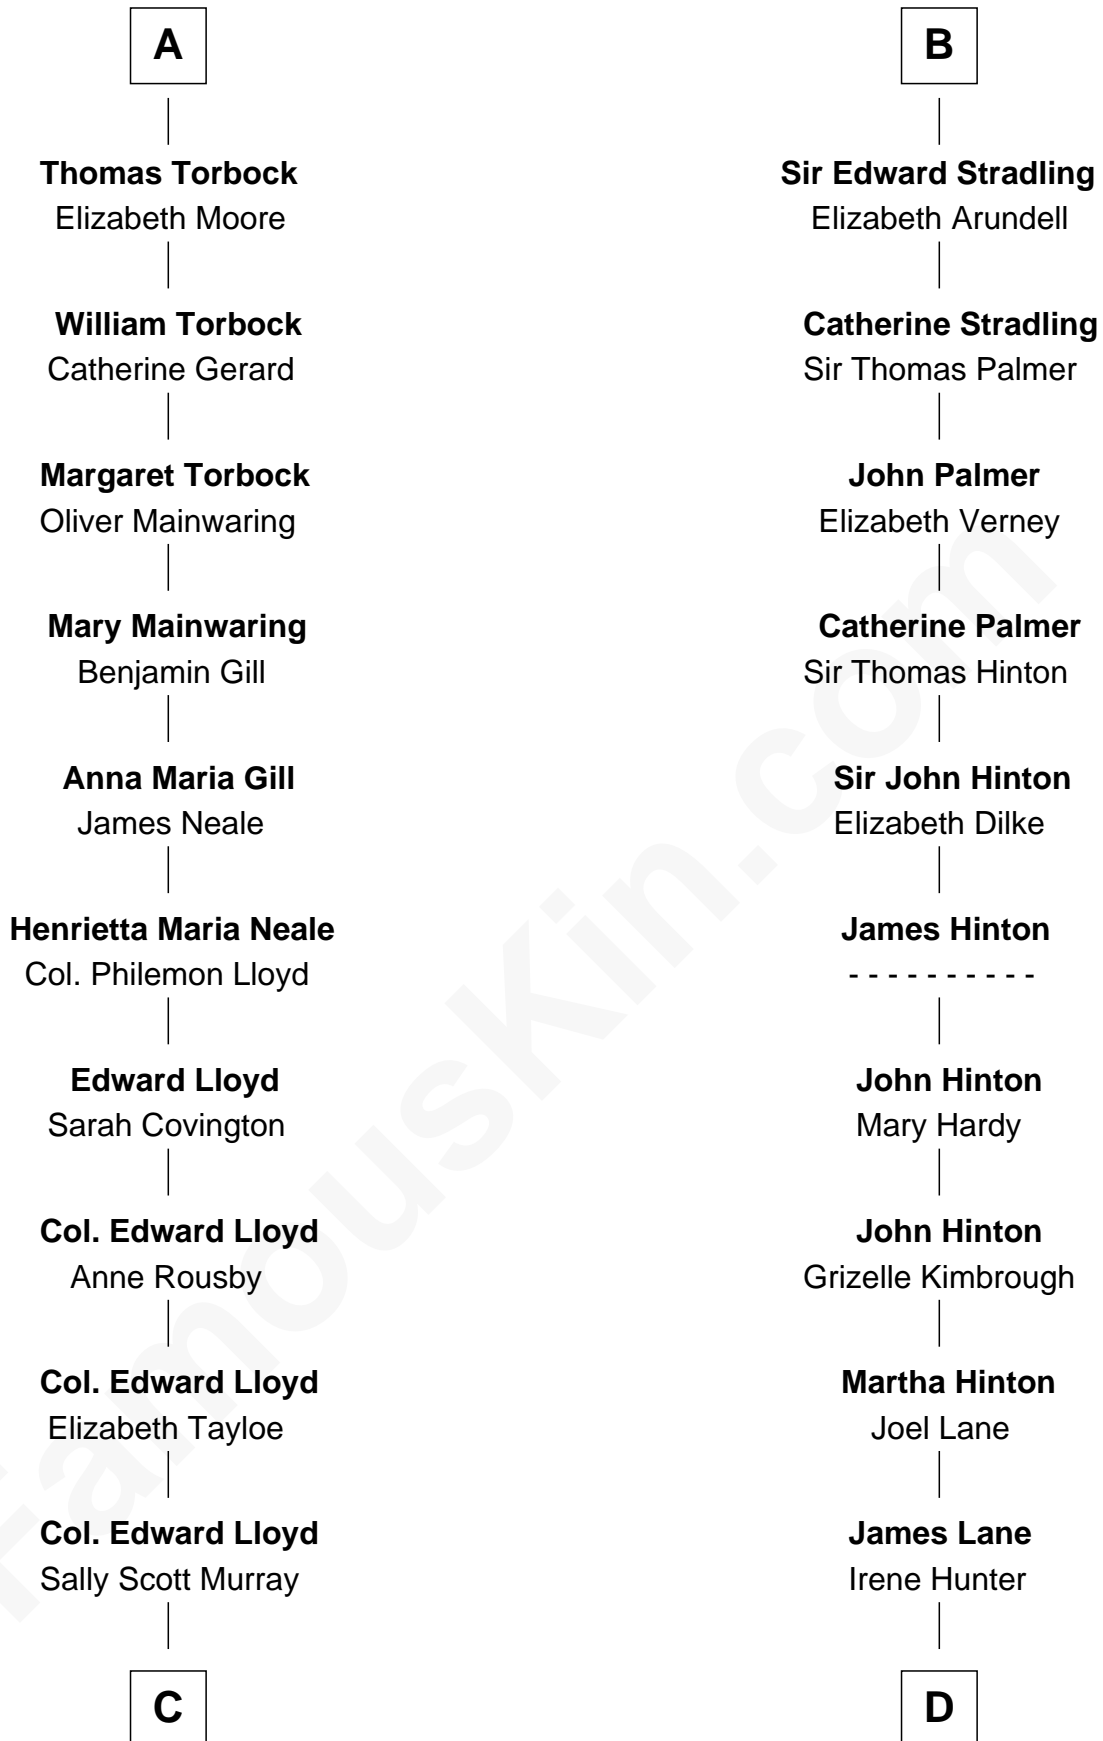 A
Thomas Torbock
Elizabeth Moore
William Torbock
Catherine Gerard
Margaret Torbock
Oliver Mainwaring
Mary Mainwaring
Benjamin Gill
Anna Maria Gill
James Neale
Henrietta Maria Neale
Col. Philemon Lloyd
Edward Lloyd
Sarah Covington
Col. Edward Lloyd
Anne Rousby
Col. Edward Lloyd
Elizabeth Tayloe
Col. Edward Lloyd
Sally Scott Murray
C
B
Sir Edward Stradling
Elizabeth Arundell
Catherine Stradling
Sir Thomas Palmer
John Palmer
Elizabeth Verney
Catherine Palmer
Sir Thomas Hinton
Sir John Hinton
Elizabeth Dilke
James Hinton
- - - - - - - - - -
John Hinton
Mary Hardy
John Hinton
Grizelle Kimbrough
Martha Hinton
Joel Lane
James Lane
Irene Hunter
D
FamousKin.com